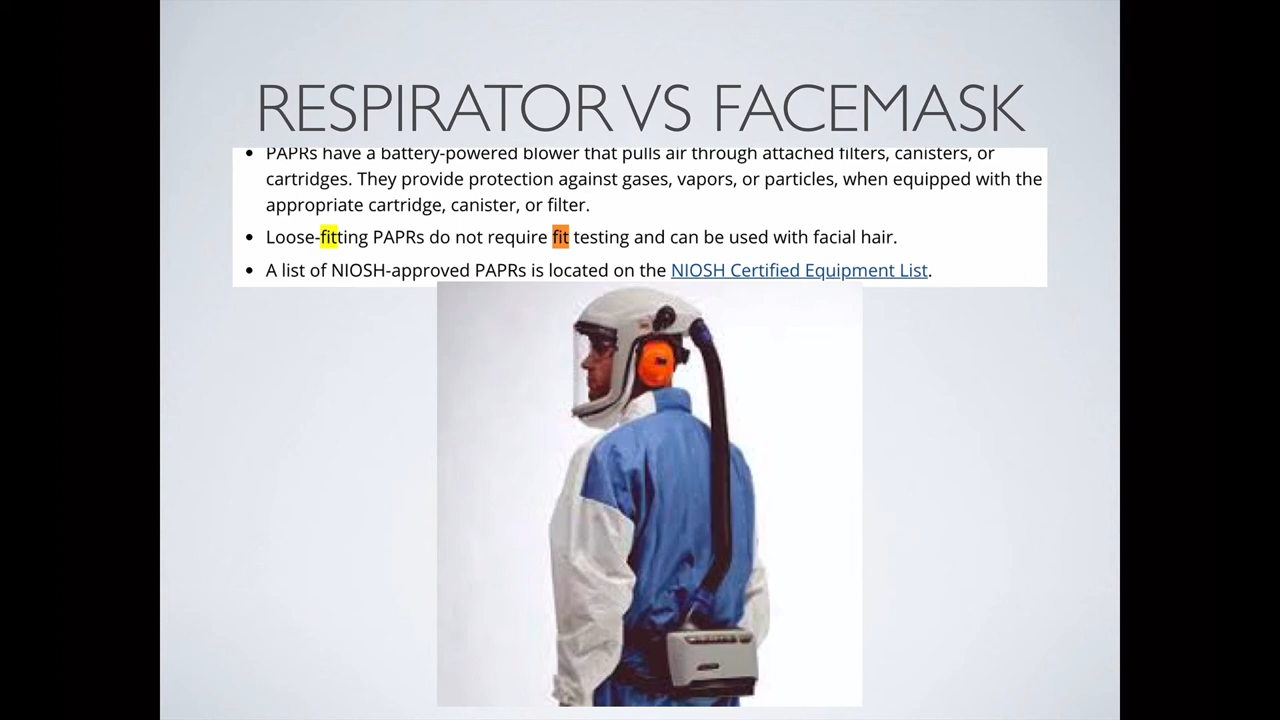 RESPIRATOR VS FACEMASK
• PAPRs have a battery-powered blower that pulls air through attached filters, canisters, or
cartridges. They provide protection against gases, vapors, or particles, when equipped with the
appropriate cartridge, canister, or filter.
• Loose-fitting PAPRs do not require fit testing and can be used with facial hair.
• A list of NIOSH-approved PAPRs is located on the NIOSH Certified Equipment List.